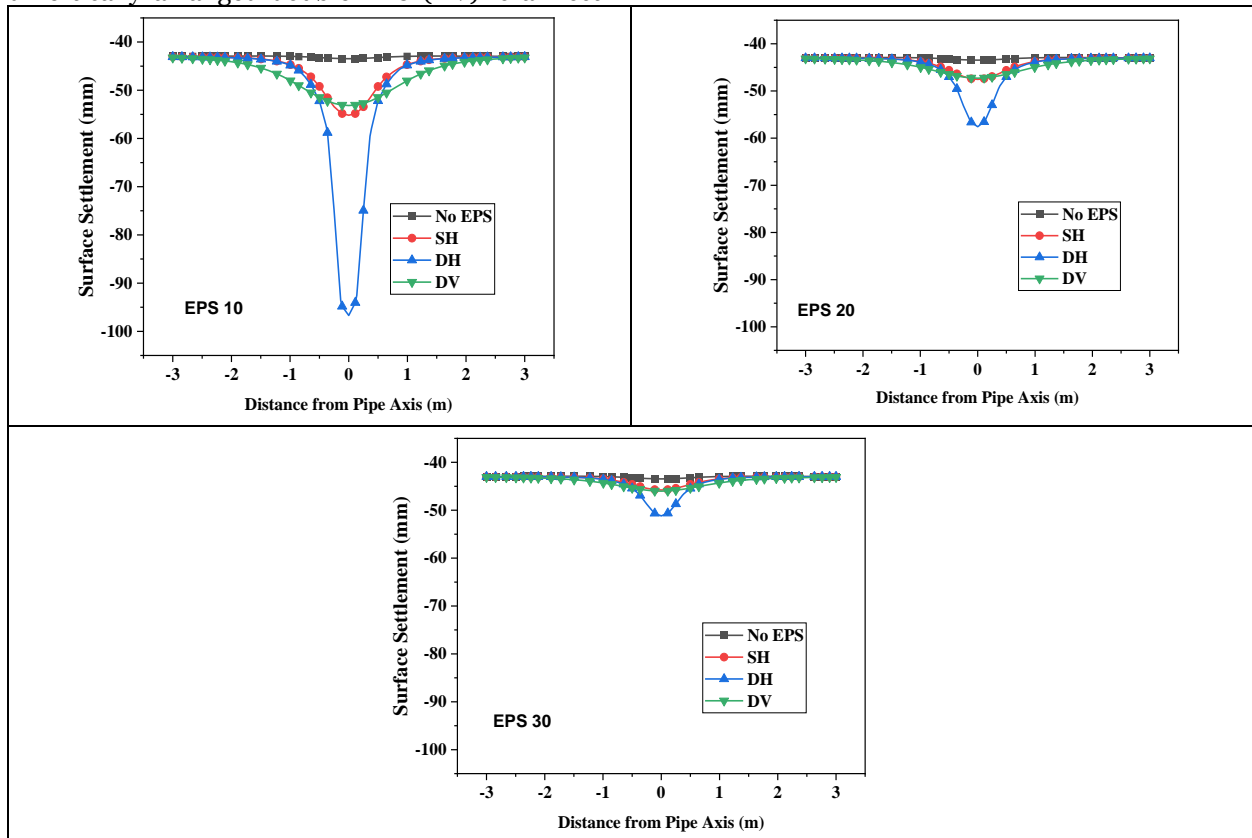 -40
-50
-60
-70
-80
-90
-100
Surface Settlement (mm)
No EPS
SH
DH
DV
EPS 10
-3 -2 -1 0 1 2 3
Distance from Pipe Axis (m)
-40
-50
-60
-70
-80
-90
-100
Surface Settlement (mm)
No EPS
SH
DH
DV
EPS 20
-3 -2 -1 0 1 2 3
Distance from Pipe Axis (m)
-40
-50
-60
-70
-80
-90
-100
Surface Settlement (mm)
No EPS
SH
DH
DV
EPS 30
-3 -2 -1 0 1 2 3
Distance from Pipe Axis (m)